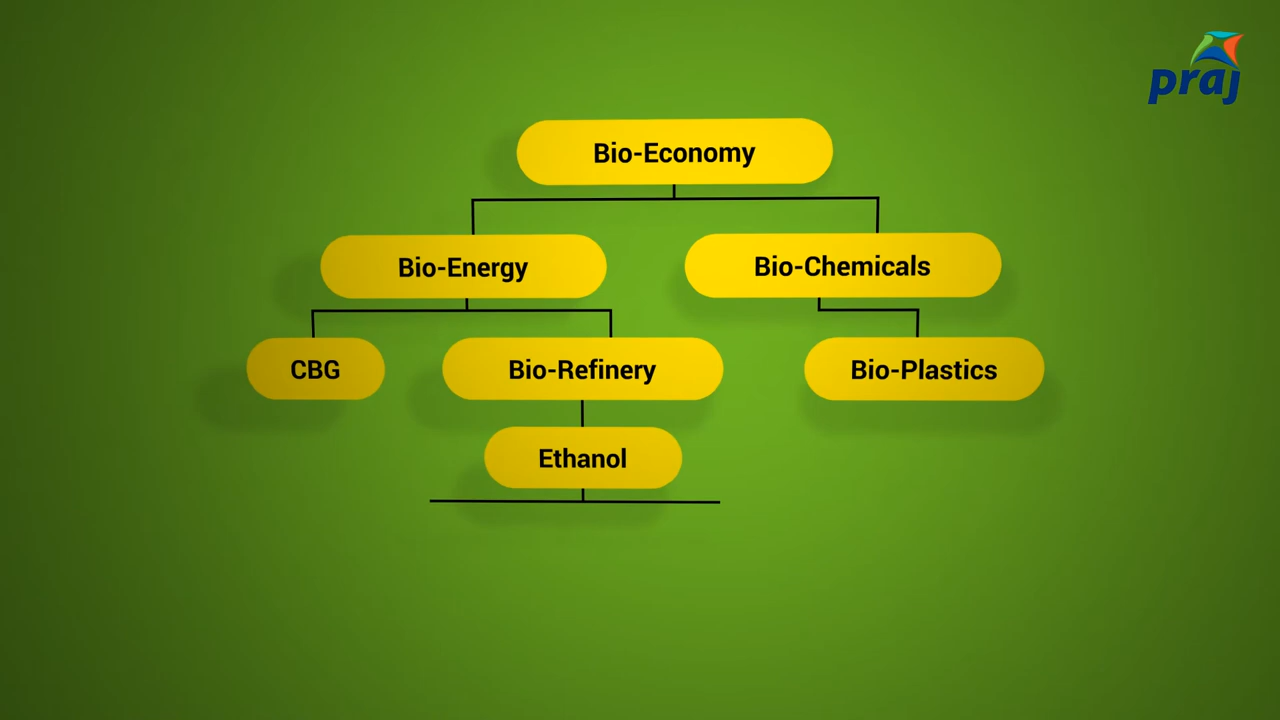 praj
Bio-Economy
Bio-Energy
Bio-Chemicals
CBG
Bio-Refinery
Bio-Plastics
Ethanol